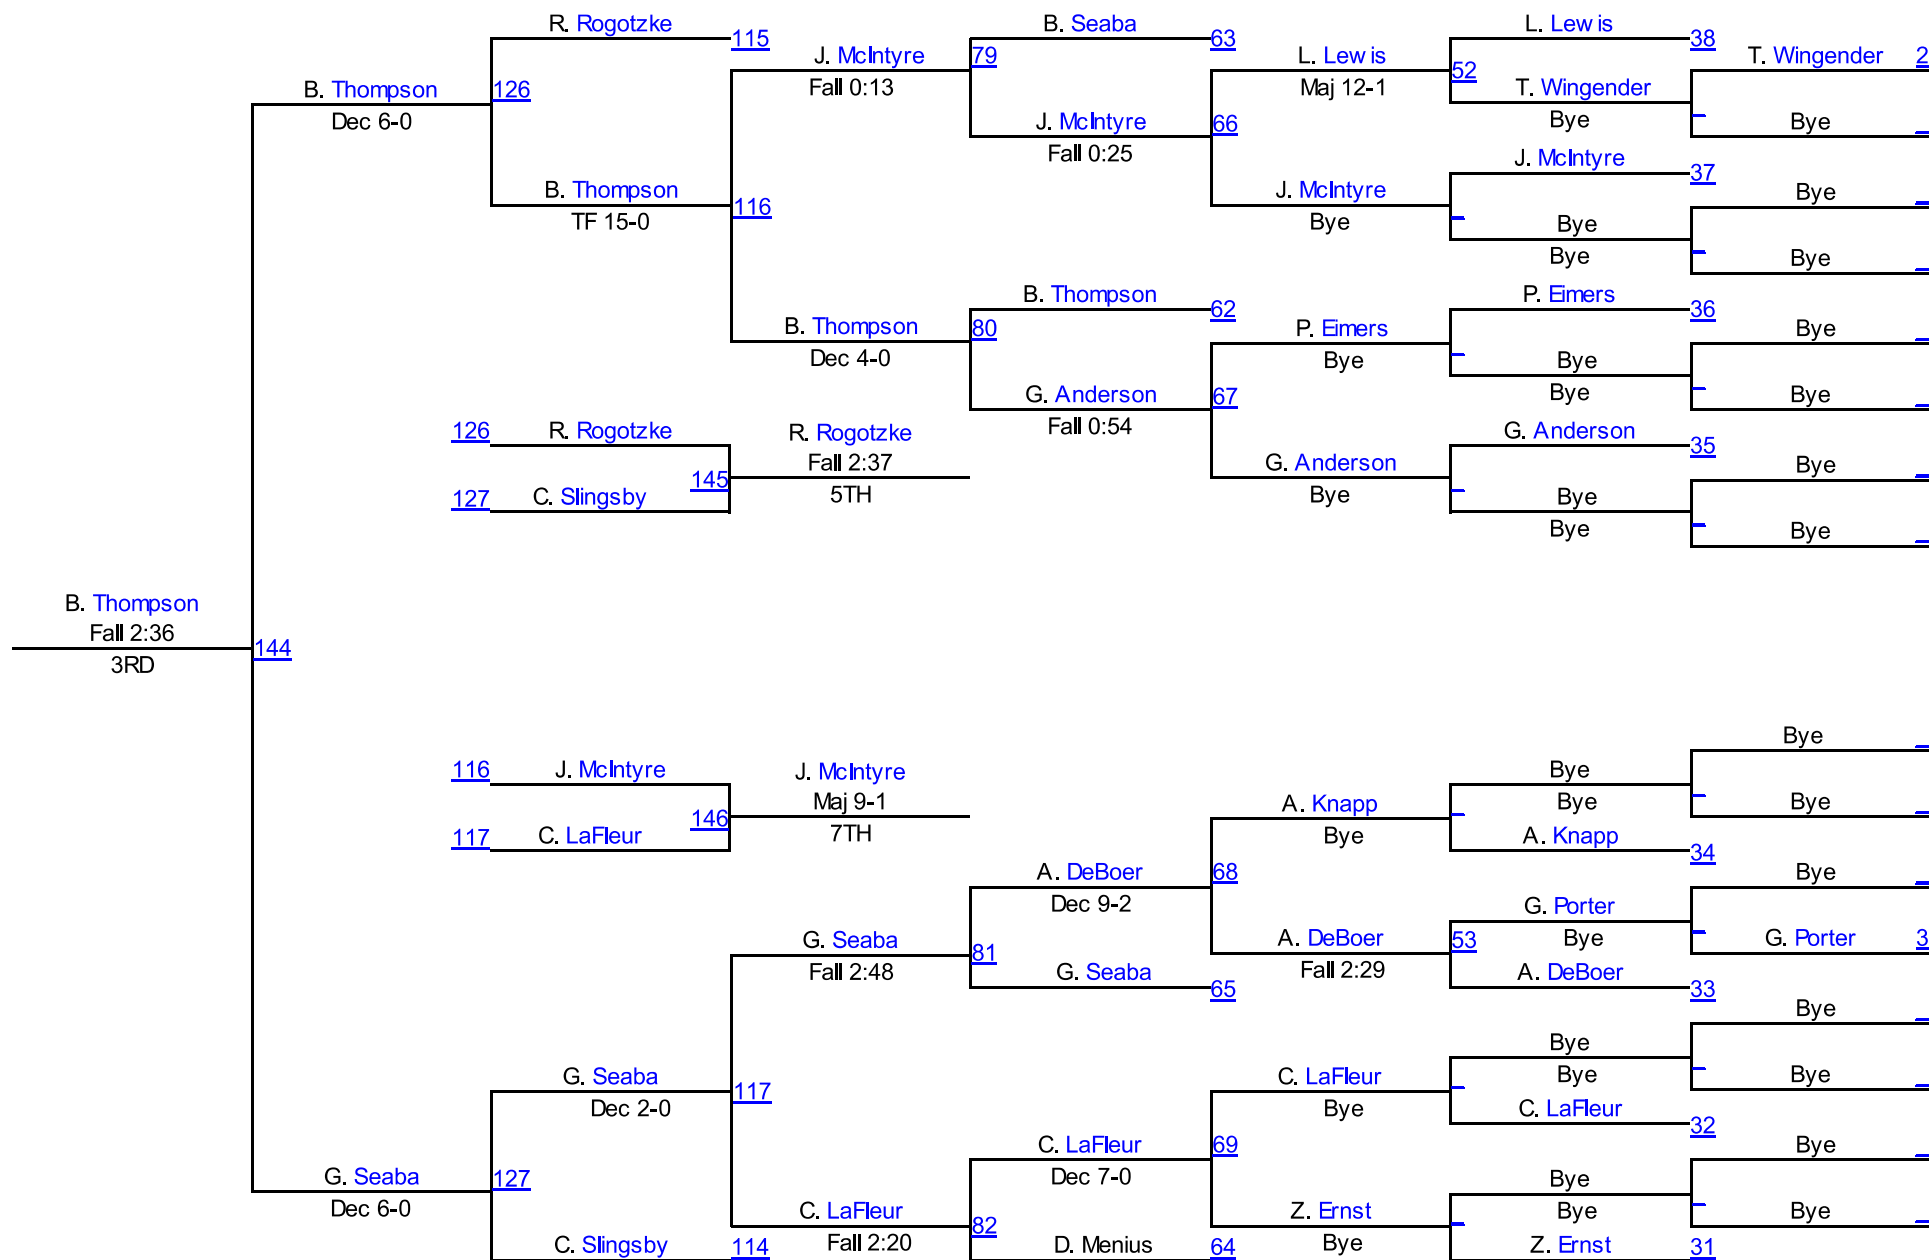 R. Rogotzke 115
B. Seaba 63
L. Lewis 38
J. McIntyre 79
Fall 0:13
L. Lewis 52
Maj 12-1
T. Wingender 2
B. Thompson 126
Dec 6-0
T. Wingender
Bye
J. McIntyre 66
Fall 0:25
Bye
J. McIntyre 37
B. Thompson 116
TF 15-0
J. McIntyre
Bye
Bye
Bye
Bye
Bye
B. Thompson 62
P. Eimers 36
B. Thompson 80
Dec 4-0
P. Eimers
Bye
Bye
Bye
Bye
G. Anderson 67
Fall 0:54
Bye
126 R. Rogotzke
R. Rogotzke
Fall 2:37
5TH
G. Anderson 35
127 C. Slingsby 145
G. Anderson
Bye
Bye
Bye
Bye
Bye
B. Thompson
Fall 2:36
3RD
144
Bye
116 J. McIntyre
J. McIntyre
Maj 9-1
7TH
Bye
Bye
117 C. LaFleur 146
A. Knapp
Bye
Bye
A. Knapp 34
A. DeBoer 68
Dec 9-2
Bye
G. Porter
Bye
G. Seaba 81
Fall 2:48
A. DeBoer 53
Fall 2:29
G. Porter 3
G. Seaba 65
A. DeBoer 33
Bye
Bye
Bye
G. Seaba 117
Dec 2-0
C. LaFleur
Bye
Bye
C. LaFleur 32
C. LaFleur 69
Dec 7-0
Bye
G. Seaba 127
Dec 6-0
Bye
Bye
C. LaFleur 82
Fall 2:20
Z. Ernst
Bye
Bye
C. Slingsby 114
D. Menius 64
Z. Ernst 31